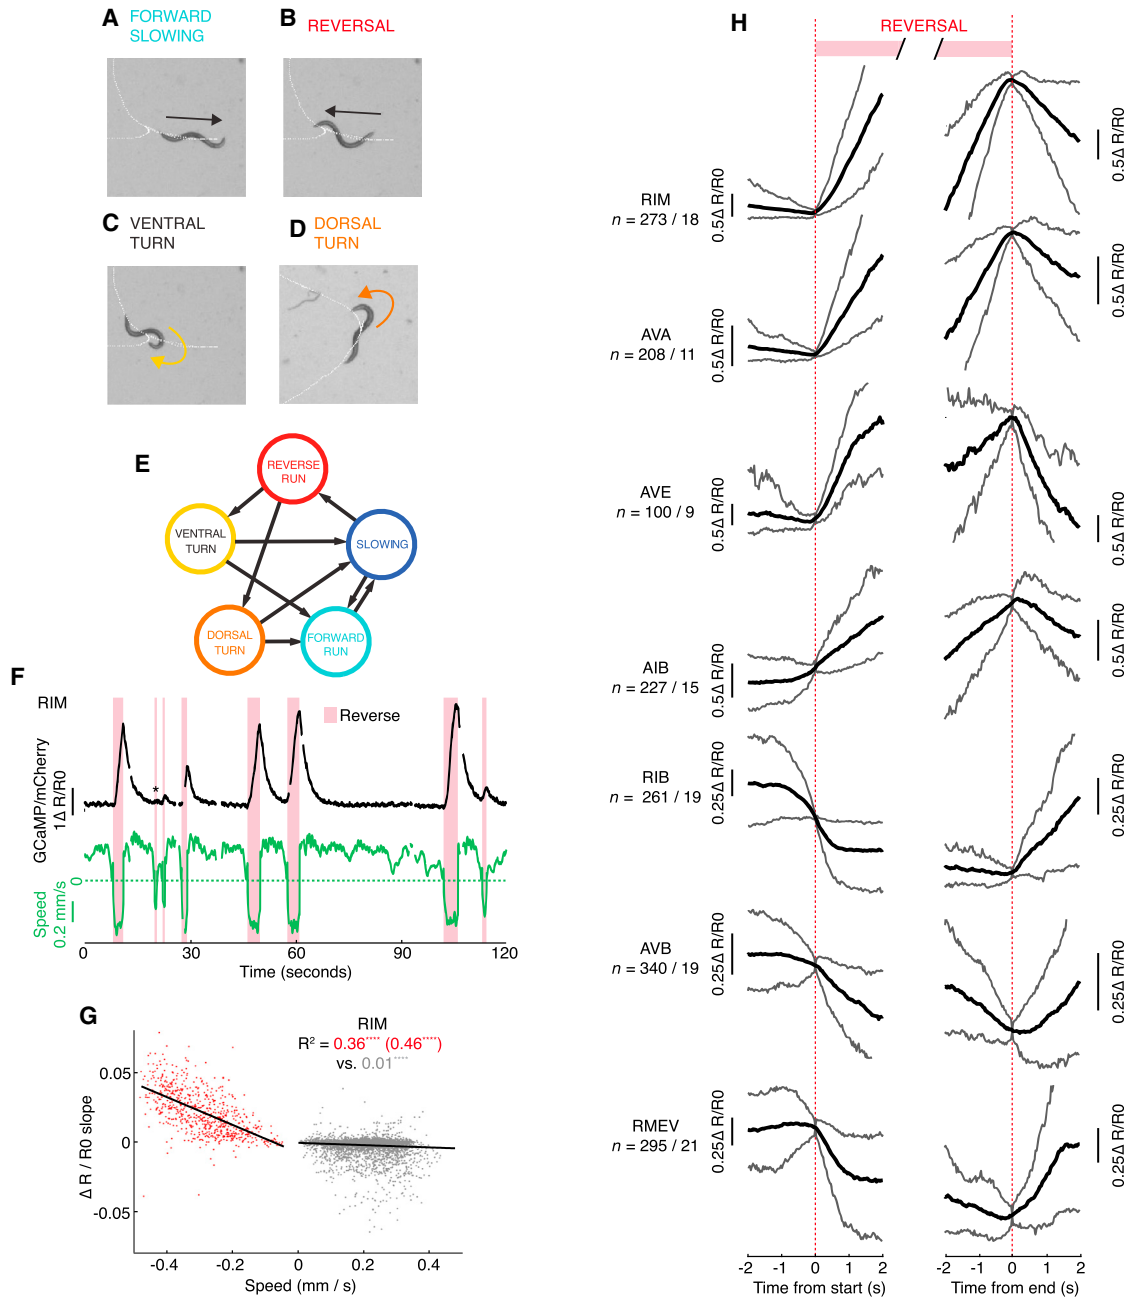 A FORWARD SLOWING
B REVERSAL
C VENTRAL TURN
D DORSAL TURN
E
REVERSE RUN
VENTRAL TURN
SLOWING
DORSAL TURN
FORWARD RUN
F
RIM
Reverse
*
GCaMP/mCherry
1Δ R/R0
Speed
0.2 mm/s
0
0 30 60 90 120
Time (seconds)
G
RIM
R² = 0.36**** (0.46****)
vs. 0.01****
Δ R / R0 slope
0.05
0
-0.05
-0.4 -0.2 0 0.2 0.4
Speed (mm / s)
H
REVERSAL
RIM
n = 273 / 18
0.5Δ R/R0
0.5Δ R/R0
AVA
n = 208 / 11
0.5Δ R/R0
0.5Δ R/R0
AVE
n = 100 / 9
0.5Δ R/R0
0.5Δ R/R0
AIB
n = 227 / 15
0.5Δ R/R0
0.5Δ R/R0
RIB
n = 261 / 19
0.25Δ R/R0
0.25Δ R/R0
AVB
n = 340 / 19
0.25Δ R/R0
0.25Δ R/R0
RMEV
n = 295 / 21
0.25Δ R/R0
0.25Δ R/R0
-2 -1 0 1 2
Time from start (s)
-2 -1 0 1 2
Time from end (s)